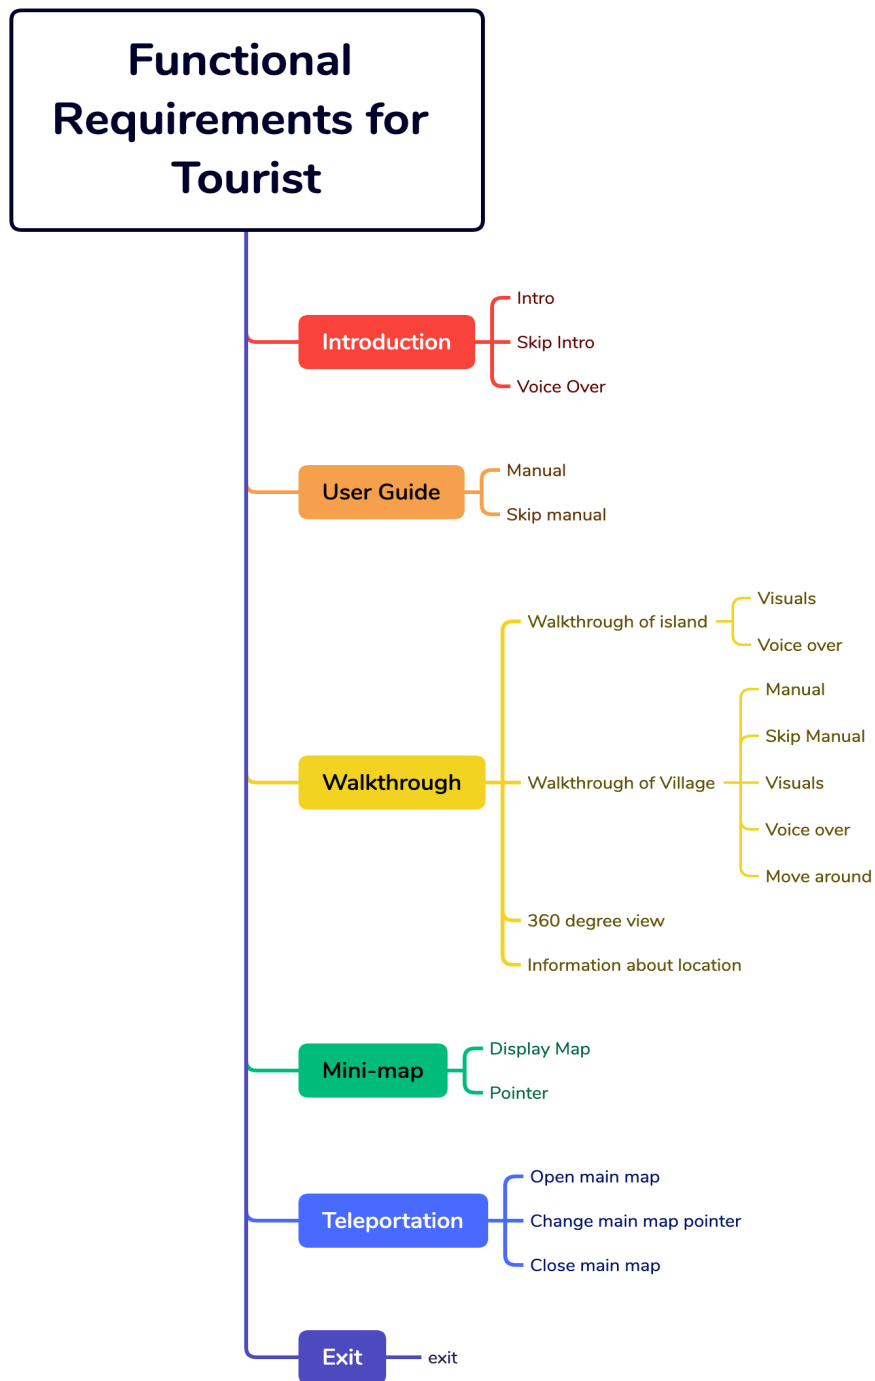 Functional
Requirements for
Tourist
Introduction
Intro
Skip Intro
Voice Over
User Guide
Manual
Skip manual
Walkthrough
Walkthrough of island
Visuals
Voice over
Walkthrough of Village
Manual
Skip Manual
Visuals
Voice over
Move around
360 degree view
Information about location
Mini-map
Display Map
Pointer
Teleportation
Open main map
Change main map pointer
Close main map
Exit
exit